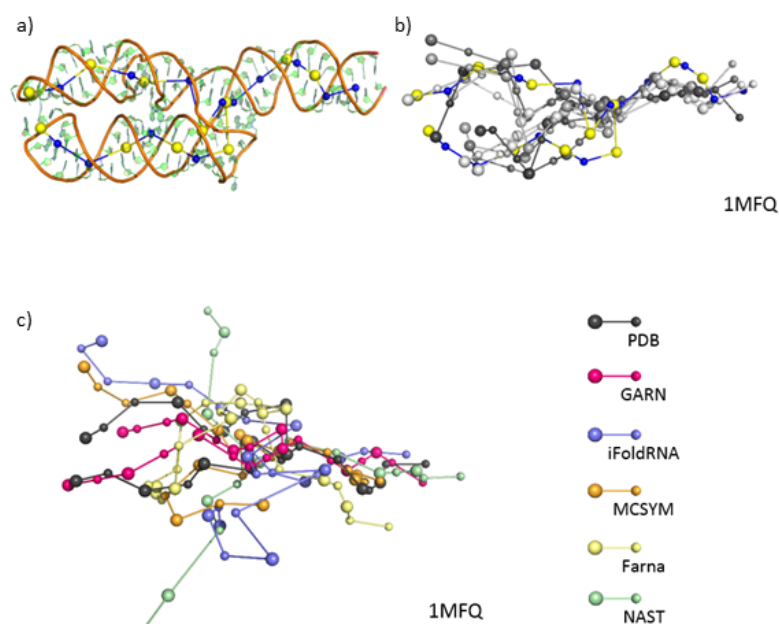 a)
b)
1MFQ
c)
PDB
GARN
iFoldRNA
MCSYM
Farna
NAST
1MFQ